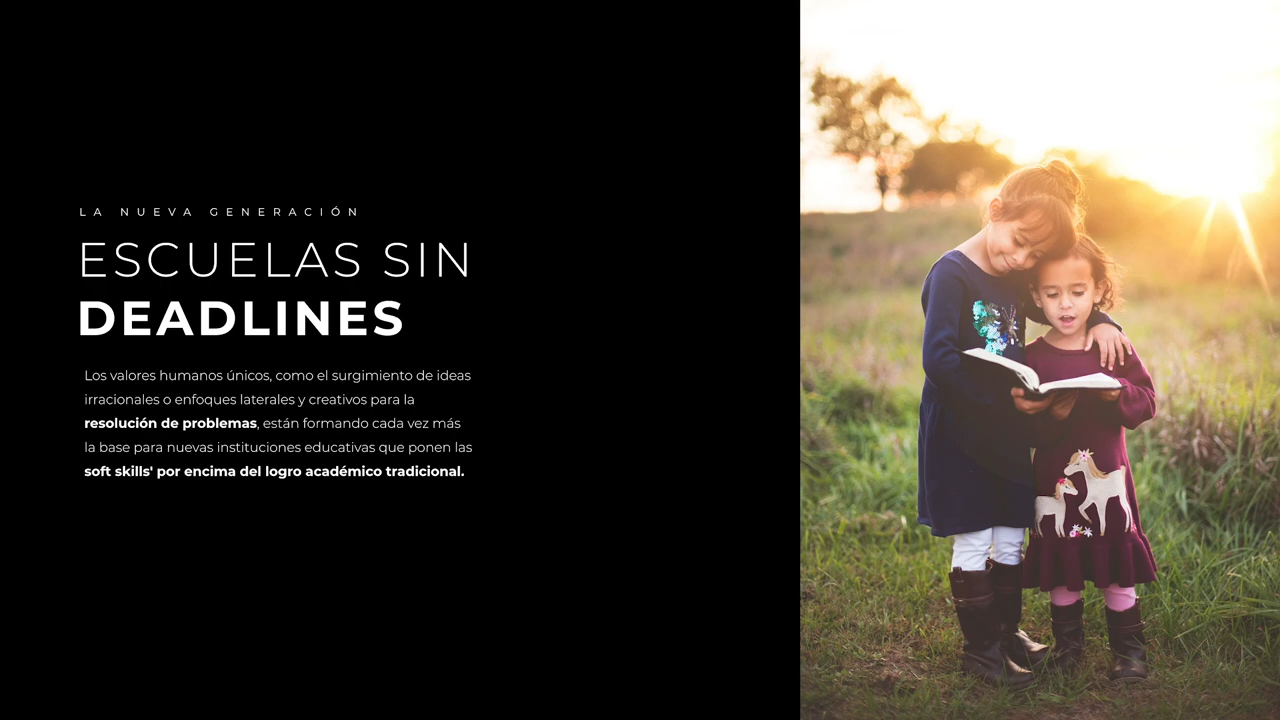 LA NUEVA GENERACIÓN
ESCUELAS SIN
DEADLINES
Los valores humanos únicos, como el surgimiento de ideas
irracionales o enfoques laterales y creativos para la
resolución de problemas, están formando cada vez más
la base para nuevas instituciones educativas que ponen las
soft skills' por encima del logro académico tradicional.